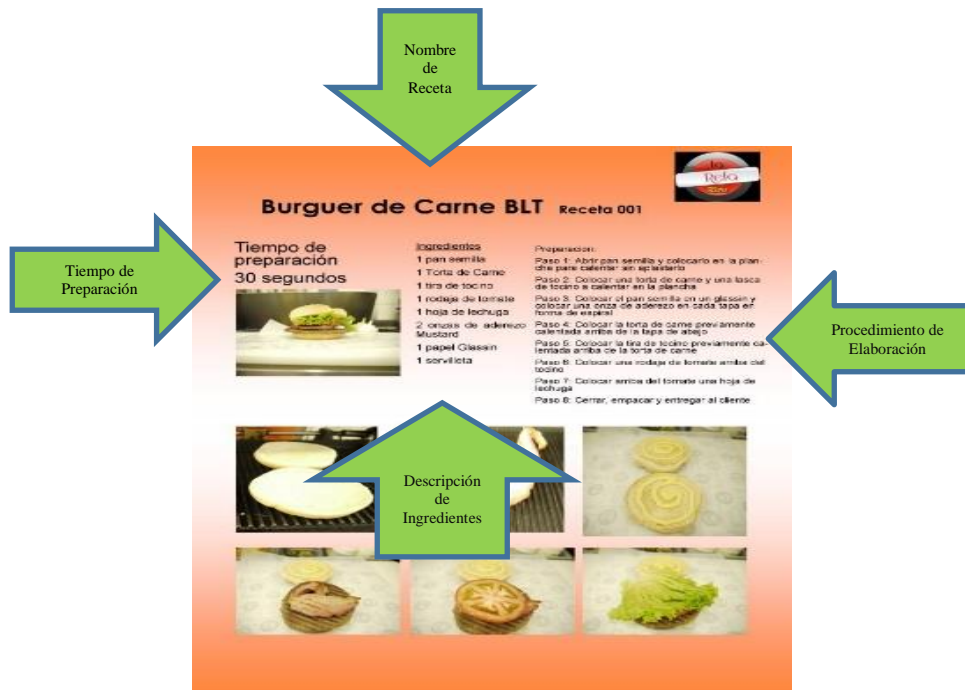 Nombre
de
Receta
la
Reta
Burguer de Carne BLT Receta 001
Tiempo de
Preparación
Tiempo de
preparación
30 segundos
Ingredientes
1 pan semilla
1 Torta de Carne
1 tira de tocino
1 rodaja de tomate
1 hoja de lechuga
2 onzas de aderezo
Mustard
1 papel Glassin
1 servilleta
Preparacion:
Paso 1: Abrir pan semilla y colocarlo en la plan-
che para calentar sin aplastarlo
Paso 2: Colocar una torta de carne y una lasca
de tocino a calentar en la plancha
Paso 3: Colocar el pan semilla en un glassin y
colocar una onza de aderezo en cada tapa en
forma de espiral
Paso 4: Colocar la torta de carne previamente
calentada arriba de la tapa de abajo
Paso 5: Colocar la tira de tocino previamente ca-
lentada arriba de la torta de carne
Paso 6: Colocar una rodaja de tomate arriba del
tocino
Paso 7: Colocar arriba del tomate una hoja de
lechuga
Paso 8: Cerrar, empacar y entregar al cliente
Procedimiento de
Elaboración
Descripción
de
Ingredientes